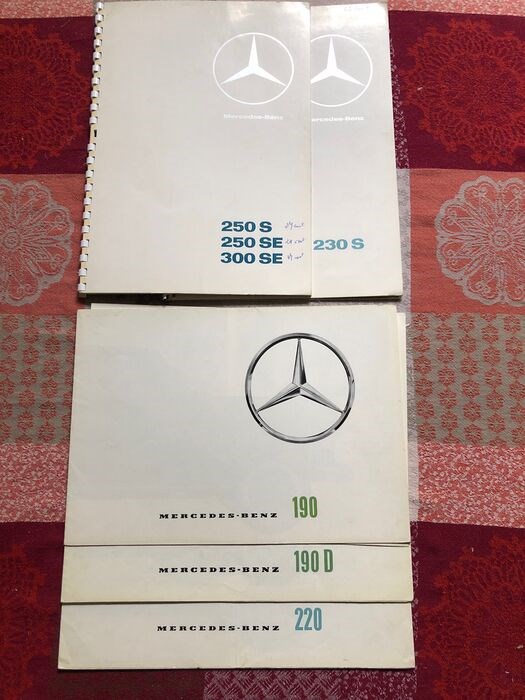 Mercedes-Benz
250 S
250 SE
300 SE
ercedes-Benz
230 S
MERCEDES-BENZ 190
MERCEDES-BENZ 190 D
MERCEDES-BENZ 220